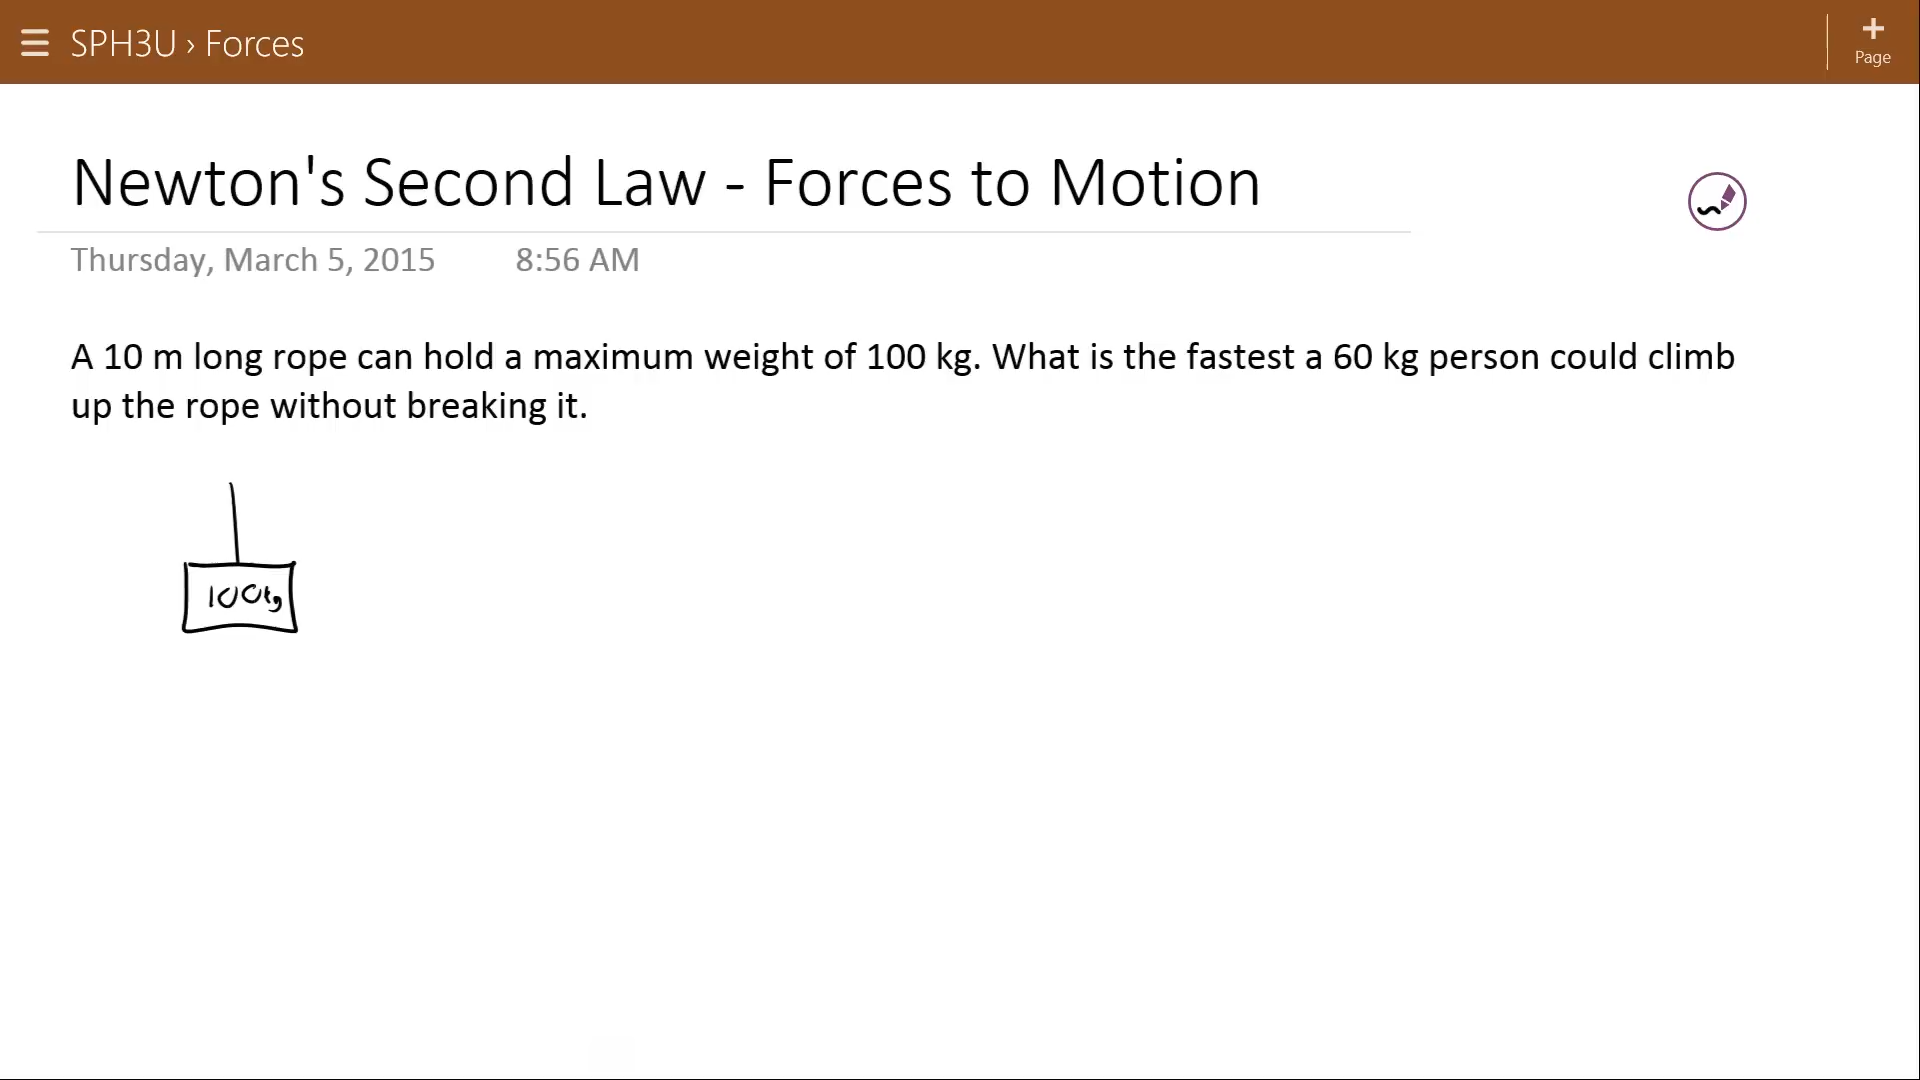 SPH3U › Forces
Page
Newton's Second Law - Forces to Motion
Thursday, March 5, 2015 8:56 AM
A 10 m long rope can hold a maximum weight of 100 kg. What is the fastest a 60 kg person could climb
up the rope without breaking it.
100kg